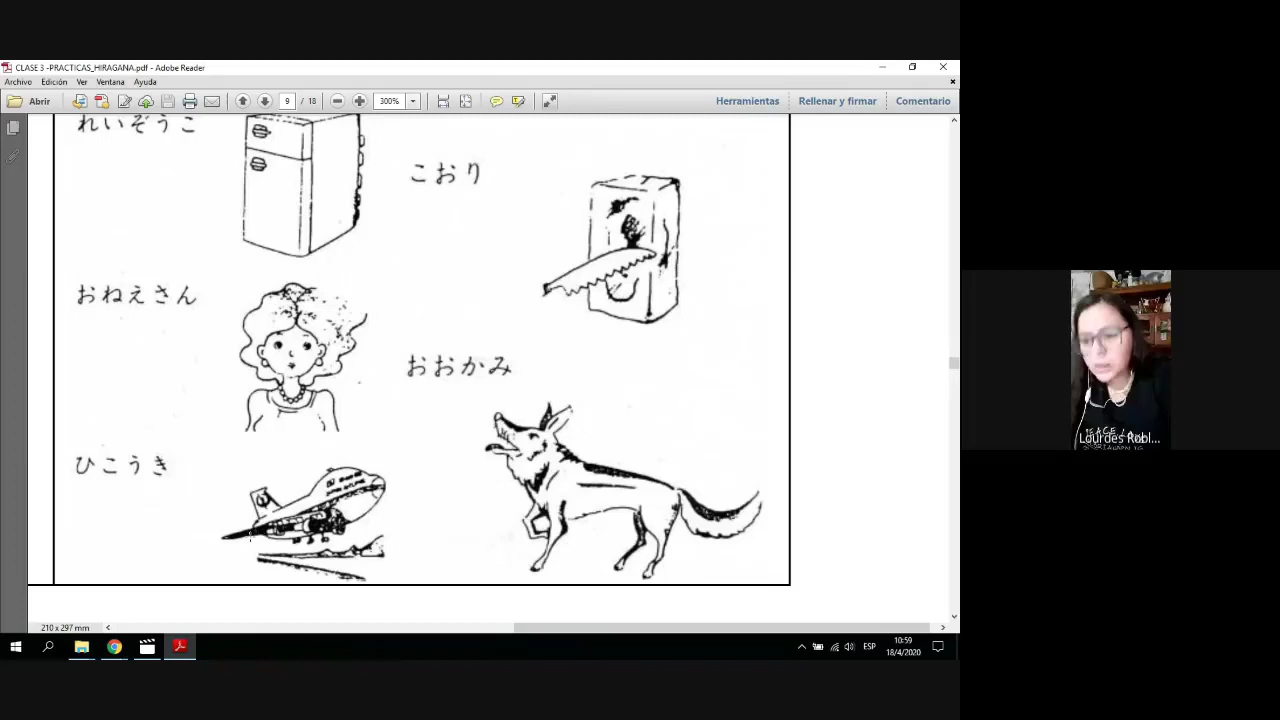 CLASE 3 -PRACTICAS_HIRAGANA.pdf - Adobe Reader
Archivo Edición Ver Ventana Ayuda
Abrir 9 / 18 300% Herramientas Rellenar y firmar Comentario
れいぞうこ
こおり
おねえさん
おおかみ
ひこうき
210 x 297 mm
ESP
10:59
18/4/2020
Lourdes Robl...